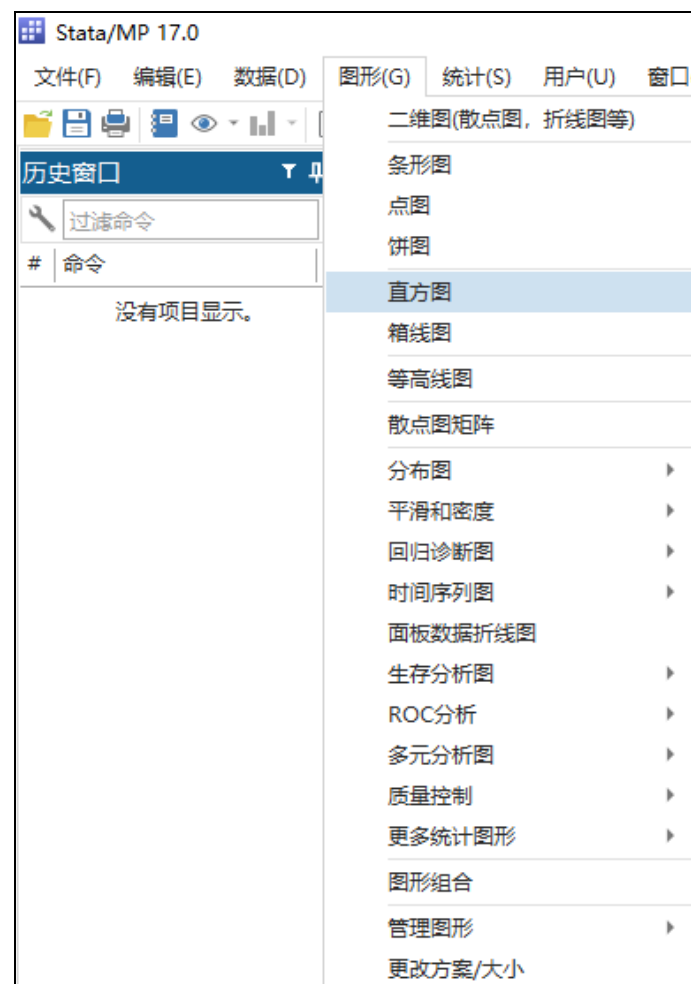 Stata/MP 17.0
文件(F) 编辑(E) 数据(D) 图形(G) 统计(S) 用户(U) 窗口
二维图(散点图，折线图等)
历史窗口
条形图
过滤命令
点图
# 命令
饼图
没有项目显示。
直方图
箱线图
等高线图
散点图矩阵
分布图
平滑和密度
回归诊断图
时间序列图
面板数据折线图
生存分析图
ROC分析
多元分析图
质量控制
更多统计图形
图形组合
管理图形
更改方案/大小